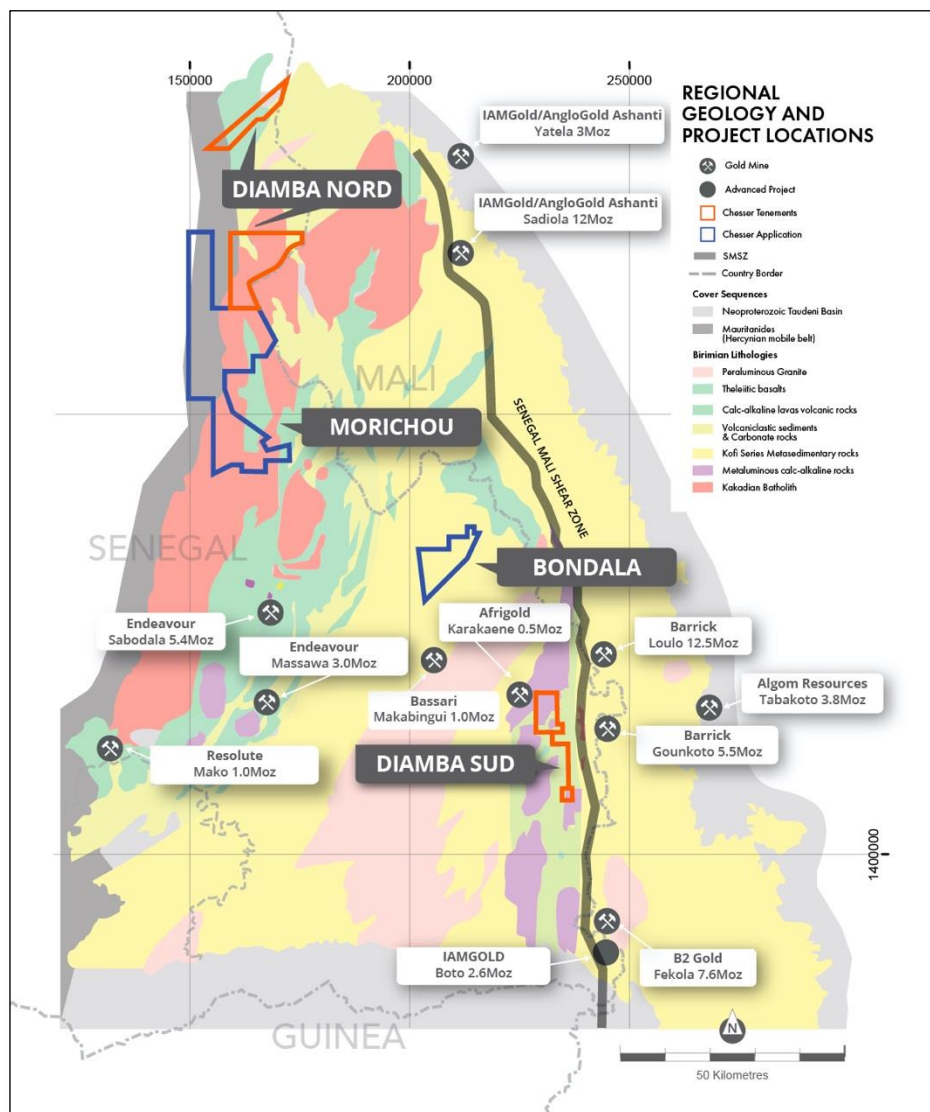 150000
200000
250000
REGIONAL
GEOLOGY AND
PROJECT LOCATIONS
Gold Mine
Advanced Project
Chesser Tenements
Chesser Application
SMSZ
Country Border
Cover Sequences
Neoproterozoic Taudeni Basin
Mauritanides
(Hercynian mobile belt)
Birimian Lithologies
Peraluminous Granite
Theleiitic basalts
Calc-alkaline lavas volcanic rocks
Volcaniclastic sediments
& Carbonate rocks
Kofi Series Metasedimentary rocks
Metaluminous calc-alkaline rocks
Kakadian Batholith
IAMGold/AngloGold Ashanti
Yatela 3Moz
DIAMBA NORD
IAMGold/AngloGold Ashanti
Sadiola 12Moz
MALI
MORICHOU
SENEGAL MALI SHEAR ZONE
SENEGAL
BONDALA
Endeavour
Sabodala 5.4Moz
Afrigold
Karakaene 0.5Moz
Barrick
Loulo 12.5Moz
Endeavour
Massawa 3.0Moz
Bassari
Makabingui 1.0Moz
Algom Resources
Tabakoto 3.8Moz
Barrick
Gounkoto 5.5Moz
Resolute
Mako 1.0Moz
DIAMBA SUD
1400000
IAMGOLD
Boto 2.6Moz
B2 Gold
Fekola 7.6Moz
GUINEA
N
50 Kilometres